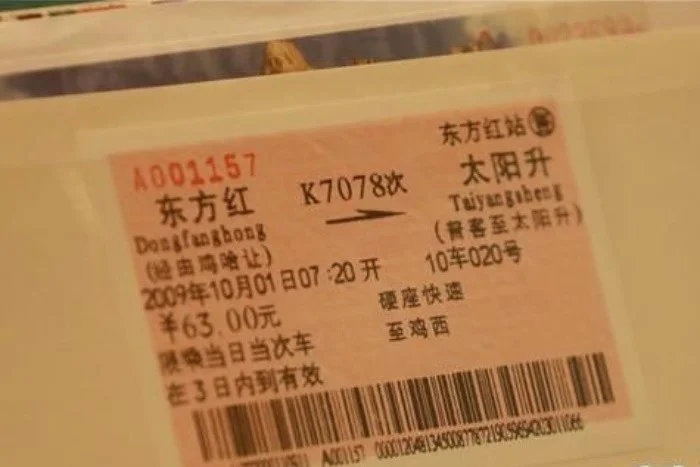 东方红站
A001157
东方红 K7078次 太阳升
Dongfanghong Taiyangsheng
(经由鸡哈让) (普客至太阳升)
2009年10月01日07:20开 10车020号
¥63.00元 硬座快速
限乘当日当次车 至鸡西
在3日内到有效
A001157